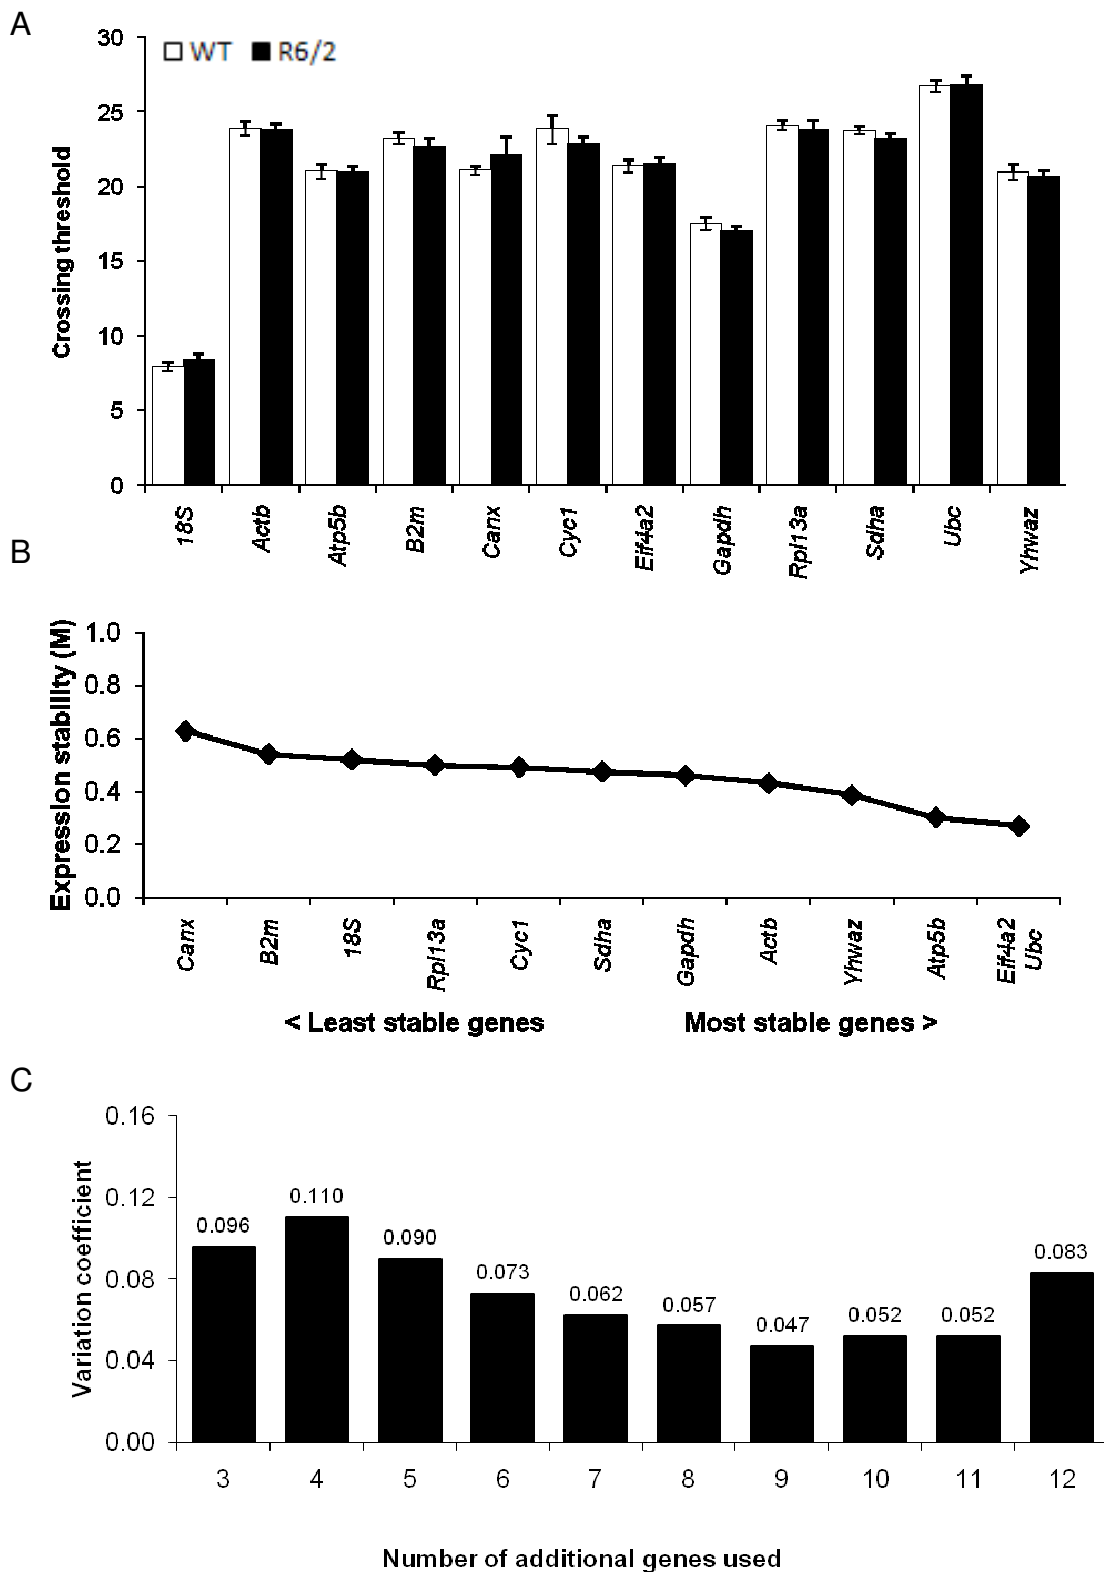 A
30
WT R6/2
25
20
15
10
5
0
Crossing threshold
18S Actb Atp5b B2m Canx Cyc1 Eif4a2 Gapdh Rpl13a Sdha Ubc Yhwaz
B
1.0
0.8
0.6
0.4
0.2
0.0
Expression stability (M)
Canx B2m 18S Rpl13a Cyc1 Sdha Gapdh Actb Yhwaz Atp5b Eif4a2 Ubc
< Least stable genes Most stable genes >
C
0.16
0.12
0.08
0.04
0.00
Variation coefficient
0.096 0.110 0.090 0.073 0.062 0.057 0.047 0.052 0.052 0.083
3 4 5 6 7 8 9 10 11 12
Number of additional genes used